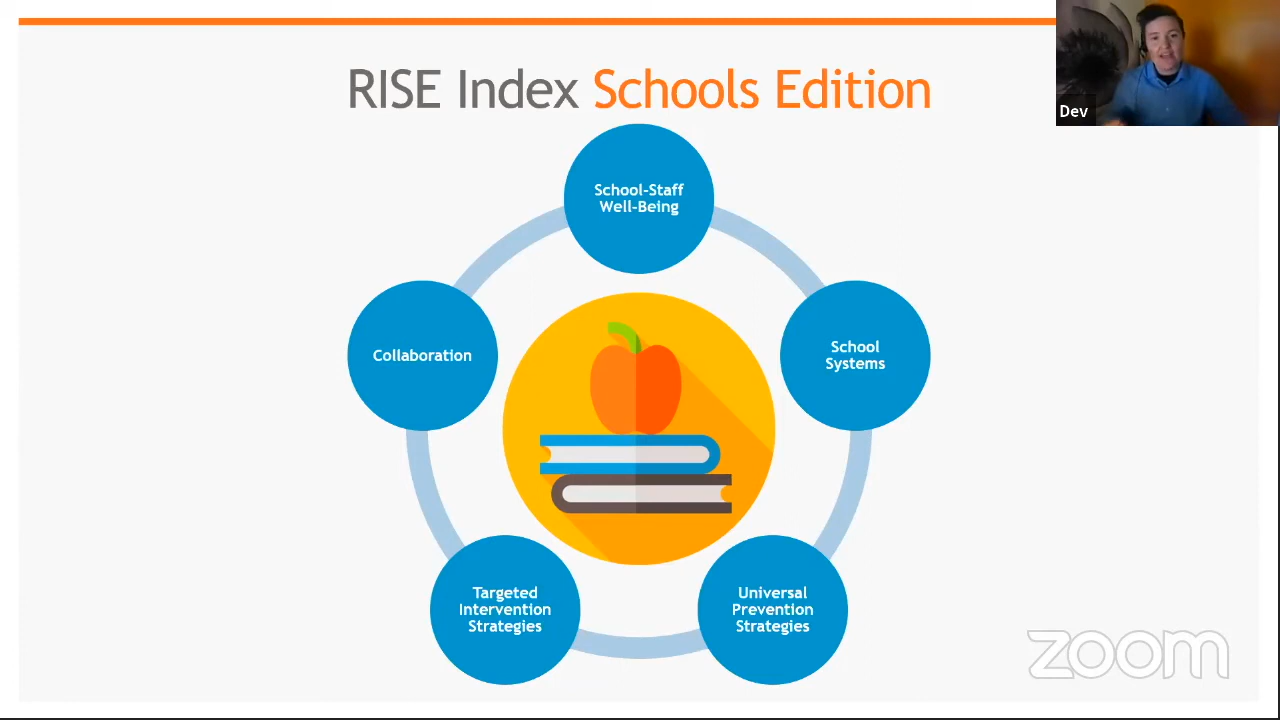 RISE Index Schools Edition
Dev
School-Staff
Well-Being
School
Systems
Universal
Prevention
Strategies
Targeted
Intervention
Strategies
Collaboration
zoom